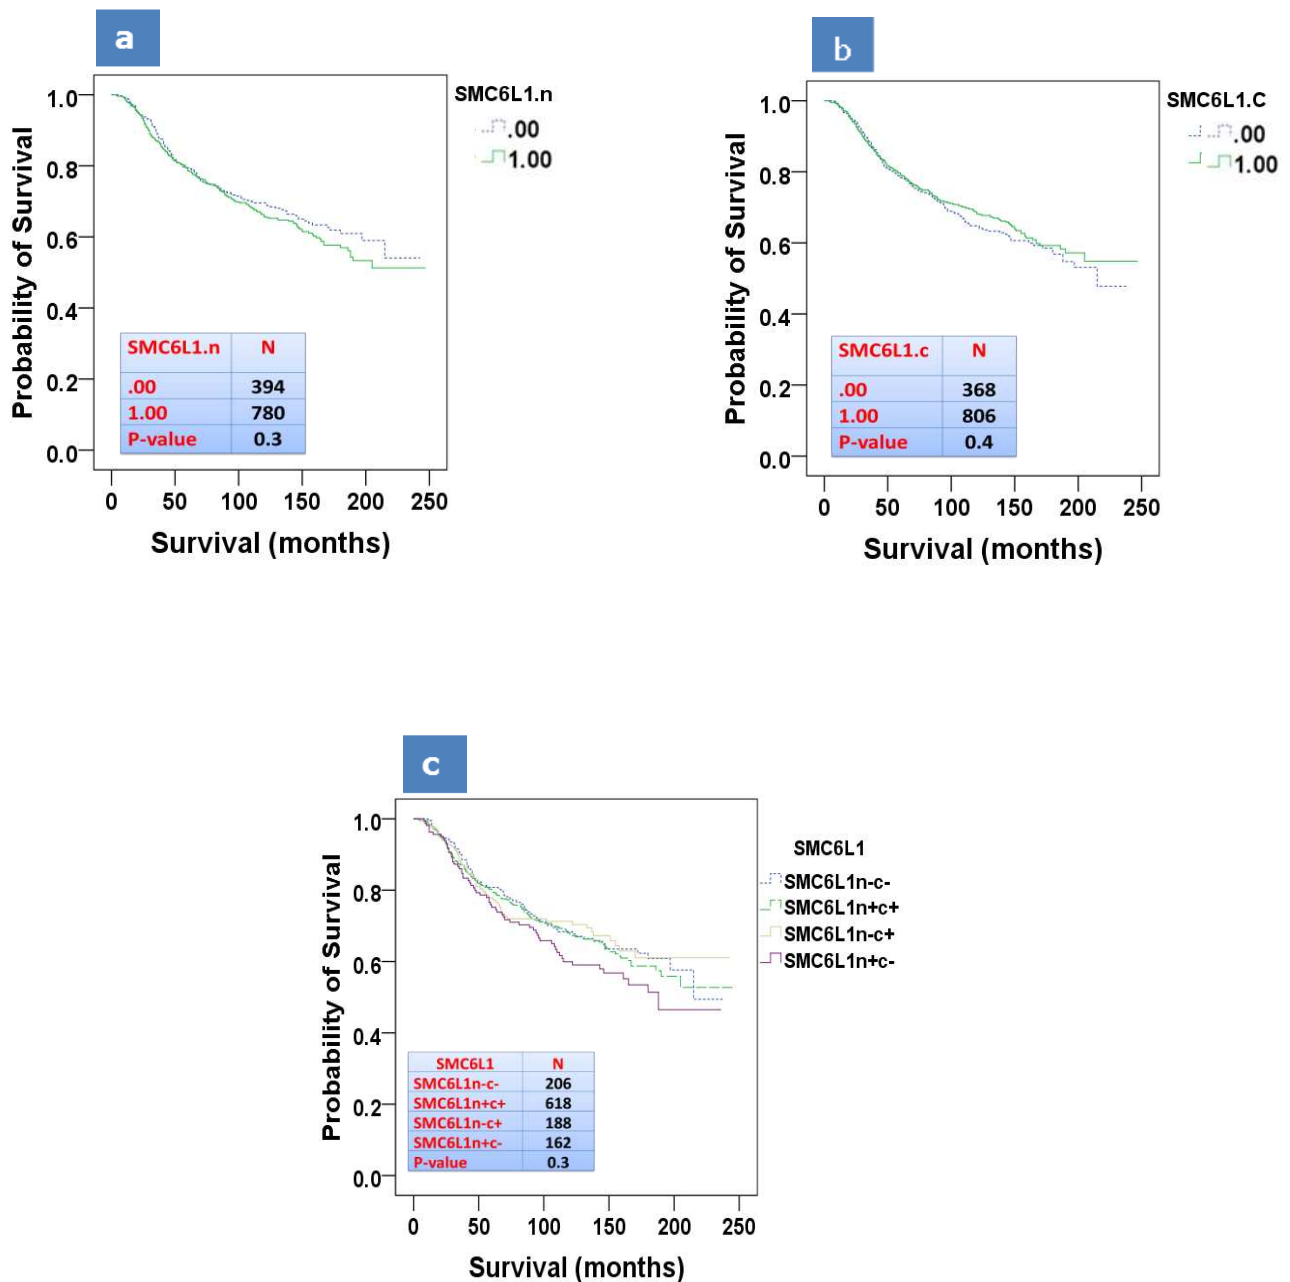 a
SMC6L1.n
.00
1.00
1.0
0.8
0.6
0.4
0.2
0.0
Probability of Survival
SMC6L1.n N
.00 394
1.00 780
P-value 0.3
0 50 100 150 200 250
Survival (months)
b
SMC6L1.C
.00
1.00
1.0
0.8
0.6
0.4
0.2
0.0
Probability of Survival
SMC6L1.c N
.00 368
1.00 806
P-value 0.4
0 50 100 150 200 250
Survival (months)
c
SMC6L1
SMC6L1n-c-
SMC6L1n+c+
SMC6L1n-c+
SMC6L1n+c-
1.0
0.8
0.6
0.4
0.2
0.0
Probability of Survival
SMC6L1 N
SMC6L1n-c- 206
SMC6L1n+c+ 618
SMC6L1n-c+ 188
SMC6L1n+c- 162
P-value 0.3
0 50 100 150 200 250
Survival (months)